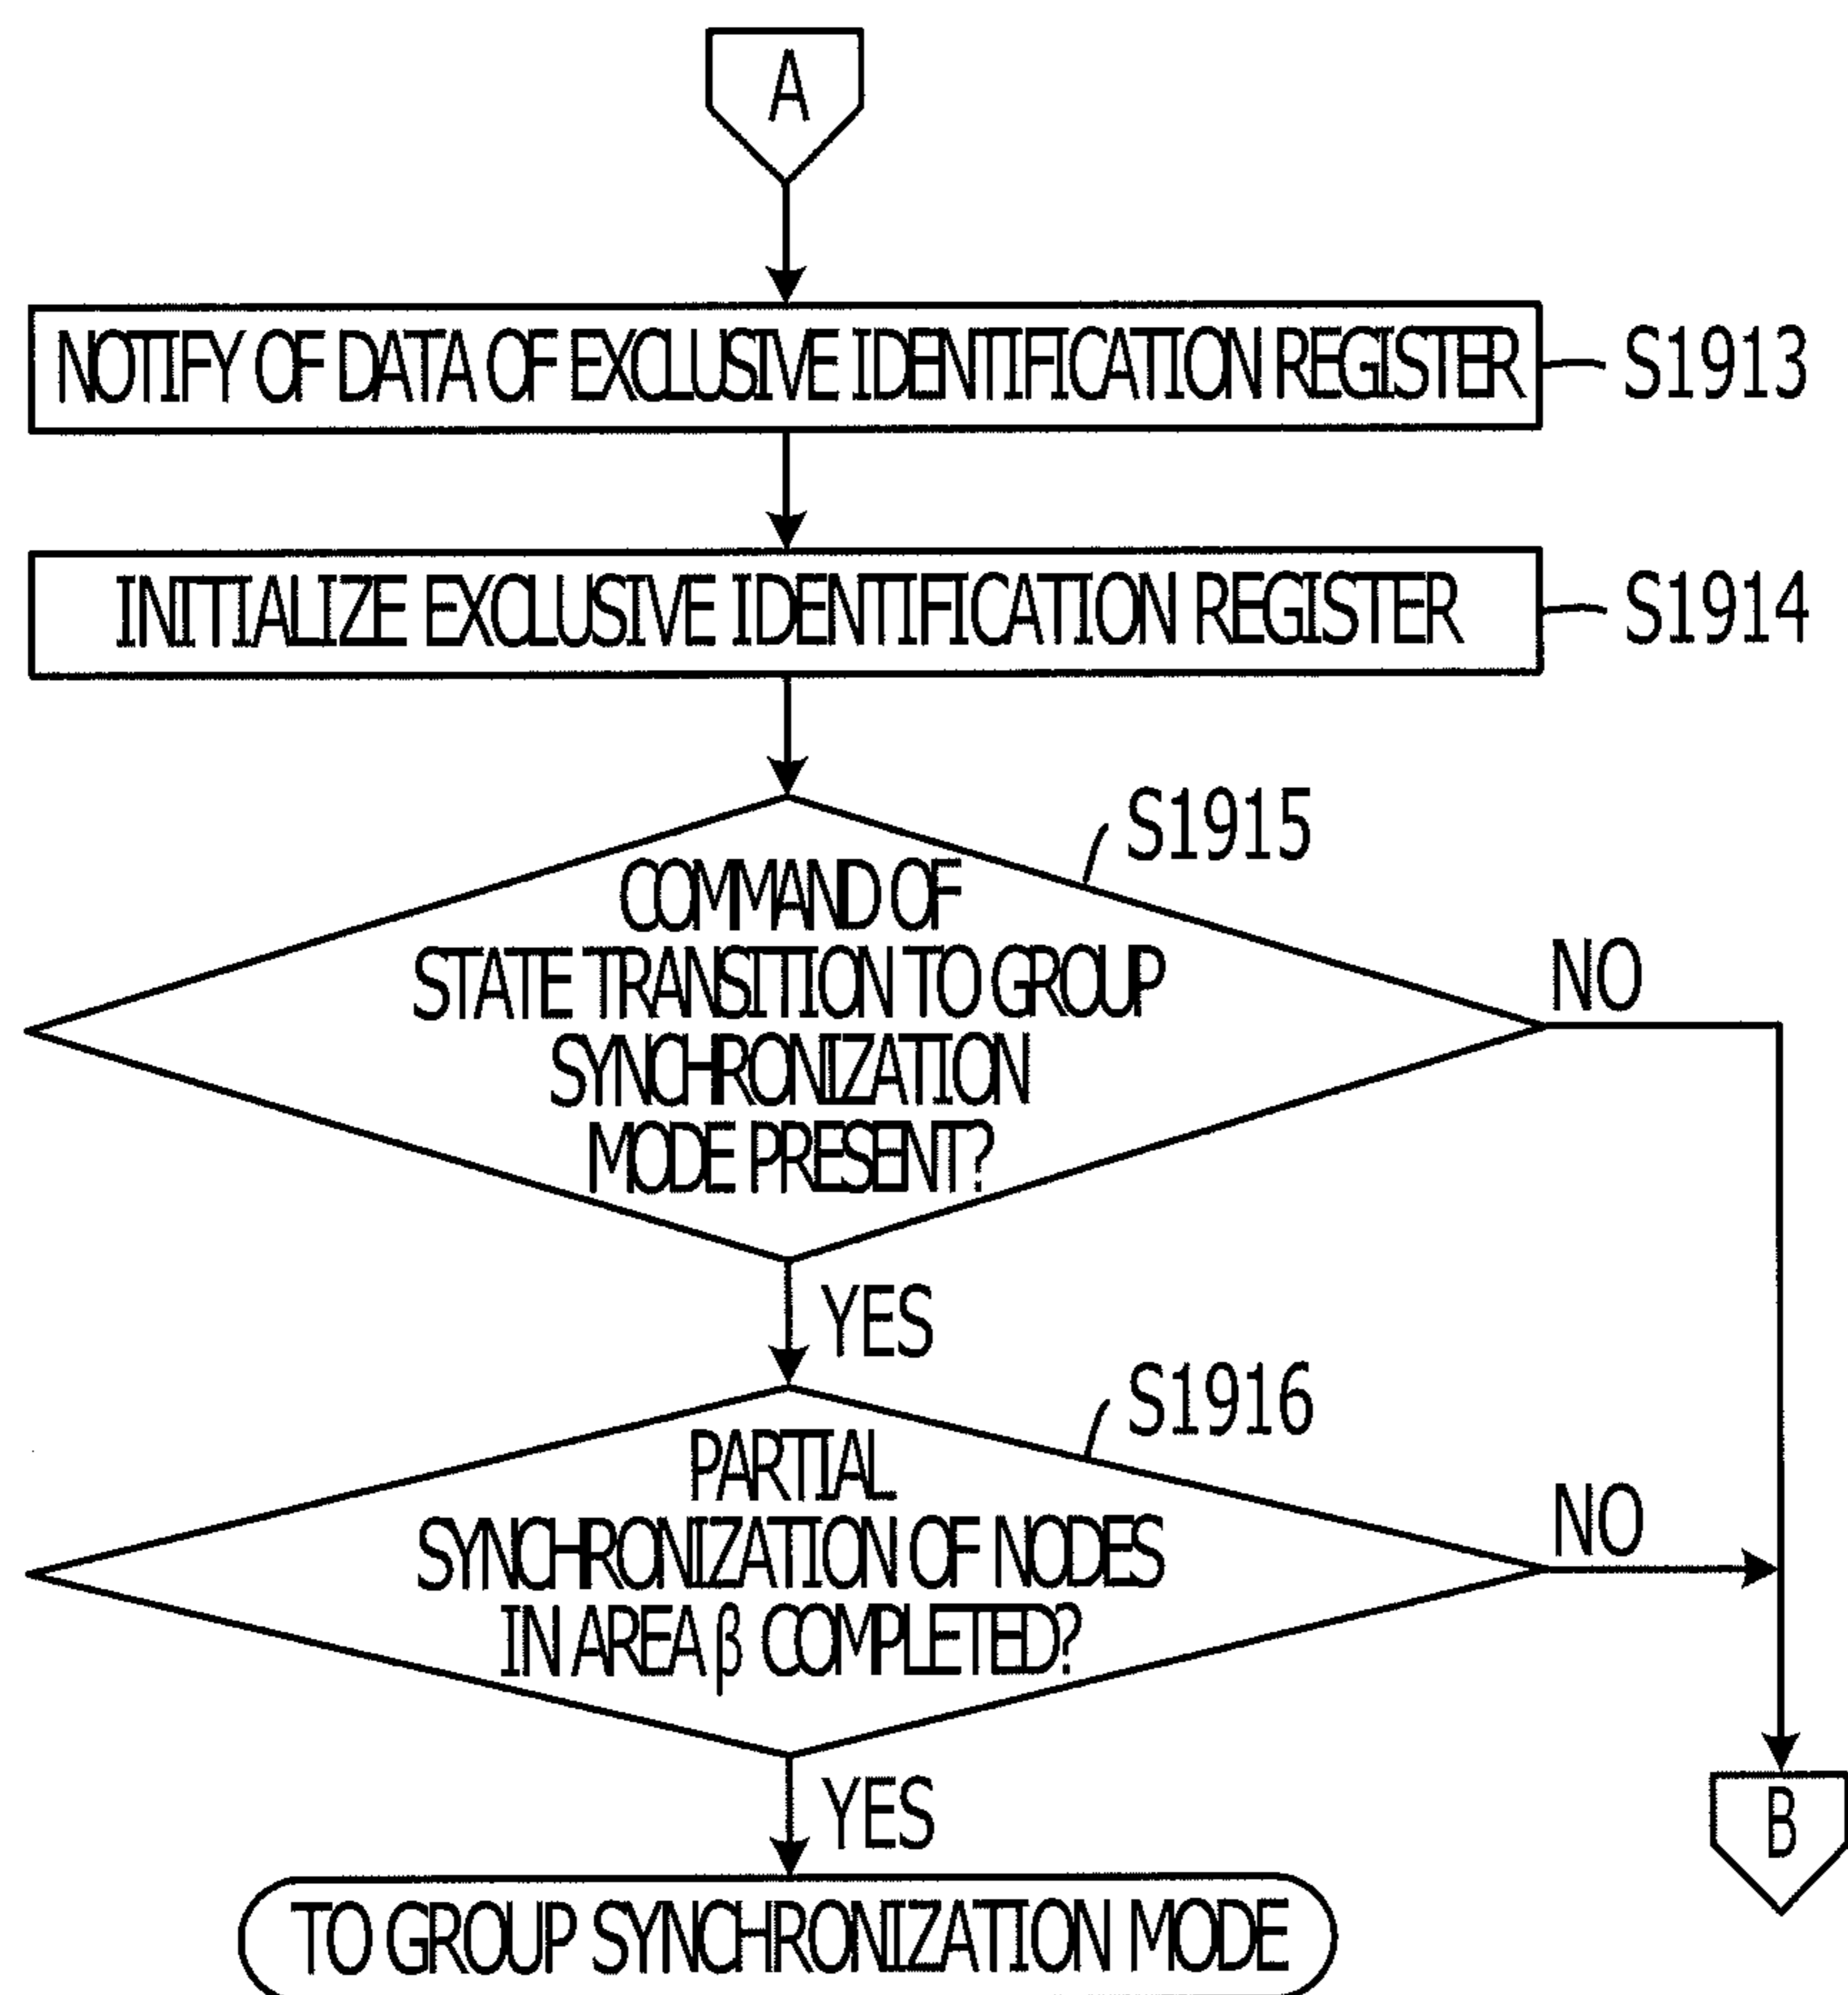 A
NOTIFY OF DATA OF EXCLUSIVE IDENTIFICATION REGISTER
S1913
INITIALIZE EXCLUSIVE IDENTIFICATION REGISTER
S1914
S1915
COMMAND OF
STATE TRANSITION TO GROUP
SYNCHRONIZATION
MODE PRESENT?
NO
YES
S1916
PARTIAL
SYNCHRONIZATION OF NODES
IN AREA β COMPLETED?
NO
YES
B
TO GROUP SYNCHRONIZATION MODE